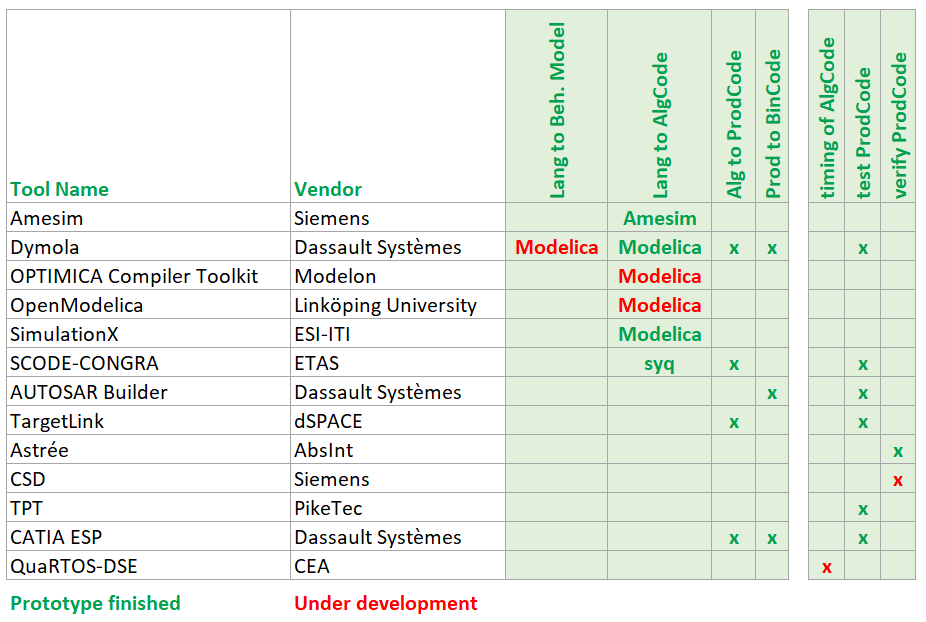 Tool Name Vendor Lang to Beh. Model Lang to AlgCode Alg to ProdCode Prod to BinCode timing of AlgCode test ProdCode verify ProdCode
Amesim Siemens Amesim
Dymola Dassault Systèmes Modelica Modelica x x x
OPTIMICA Compiler Toolkit Modelon Modelica
OpenModelica Linköping University Modelica
SimulationX ESI-ITI Modelica
SCODE-CONGRA ETAS syq x x
AUTOSAR Builder Dassault Systèmes x x
TargetLink dSPACE x x
Astrée AbsInt x
CSD Siemens x
TPT PikeTec x
CATIA ESP Dassault Systèmes x x x
QuaRTOS-DSE CEA x
Prototype finished Under development